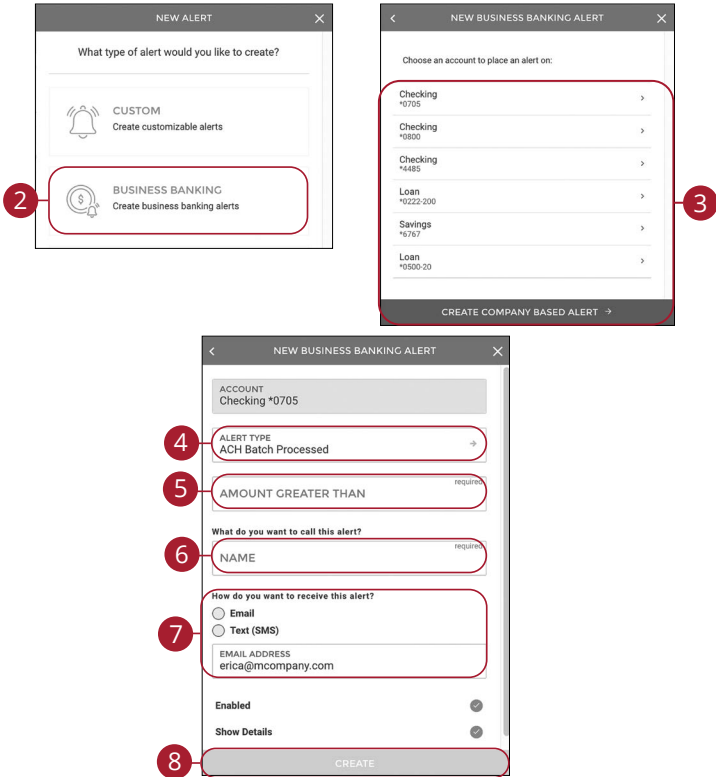 NEW ALERT
What type of alert would you like to create?
CUSTOM
Create customizable alerts
2
$
BUSINESS BANKING
Create business banking alerts
NEW BUSINESS BANKING ALERT
Choose an account to place an alert on:
Checking
*0705
Checking
*0800
Checking
*4485
Loan
*0222-200
3
Savings
*6767
Loan
*0500-20
CREATE COMPANY BASED ALERT →
NEW BUSINESS BANKING ALERT
ACCOUNT
Checking *0705
4
ALERT TYPE
ACH Batch Processed
5
required
AMOUNT GREATER THAN
What do you want to call this alert?
6
required
NAME
How do you want to receive this alert?
Email
7
Text (SMS)
EMAIL ADDRESS
erica@mcompany.com
Enabled
Show Details
8
CREATE